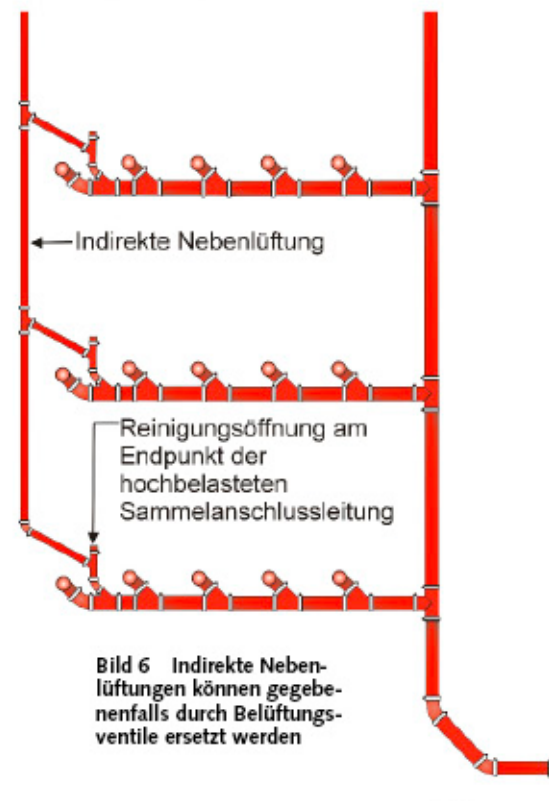 Indirekte Nebenlüftung
Reinigungsöffnung am
Endpunkt der
hochbelasteten
Sammelanschlussleitung
Bild 6 Indirekte Neben-
lüftungen können gegebe-
nenfalls durch Belüftungs-
ventile ersetzt werden